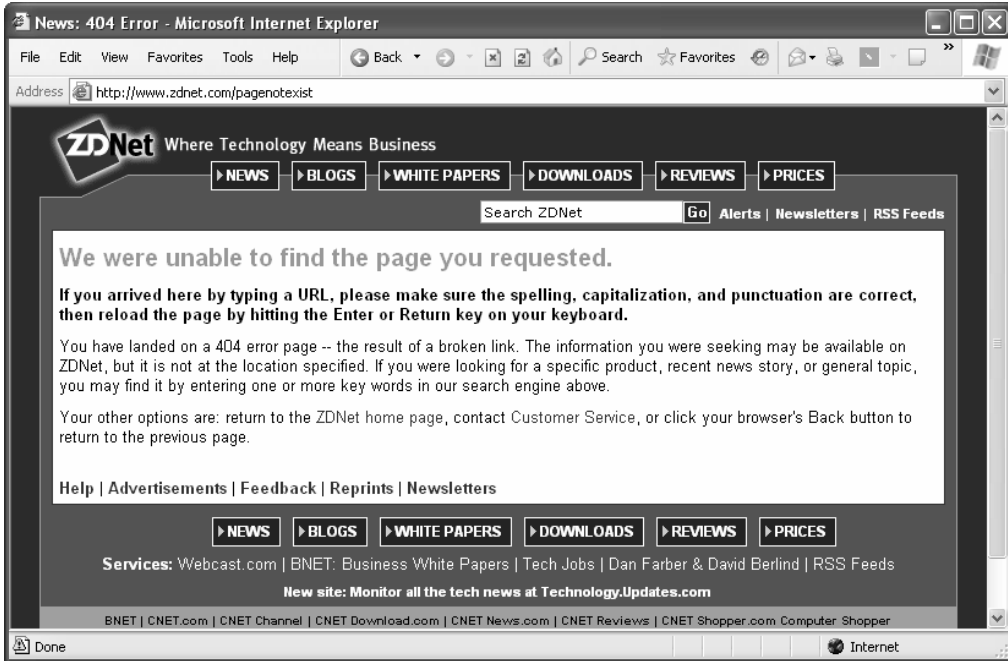 News: 404 Error - Microsoft Internet Explorer
File Edit View Favorites Tools Help Back Search Favorites »
Address http://www.zdnet.com/pagenotexist
ZDNet Where Technology Means Business
NEWS BLOGS WHITE PAPERS DOWNLOADS REVIEWS PRICES
Search ZDNet Go Alerts | Newsletters | RSS Feeds
We were unable to find the page you requested.
If you arrived here by typing a URL, please make sure the spelling, capitalization, and punctuation are correct,
then reload the page by hitting the Enter or Return key on your keyboard.
You have landed on a 404 error page -- the result of a broken link. The information you were seeking may be available on
ZDNet, but it is not at the location specified. If you were looking for a specific product, recent news story, or general topic,
you may find it by entering one or more key words in our search engine above.
Your other options are: return to the ZDNet home page, contact Customer Service, or click your browser's Back button to
return to the previous page.
Help | Advertisements | Feedback | Reprints | Newsletters
NEWS BLOGS WHITE PAPERS DOWNLOADS REVIEWS PRICES
Services: Webcast.com | BNET: Business White Papers | Tech Jobs | Dan Farber & David Berlind | RSS Feeds
New site: Monitor all the tech news at Technology.Updates.com
BNET | CNET.com | CNET Channel | CNET Download.com | CNET News.com | CNET Reviews | CNET Shopper.com Computer Shopper
Done Internet